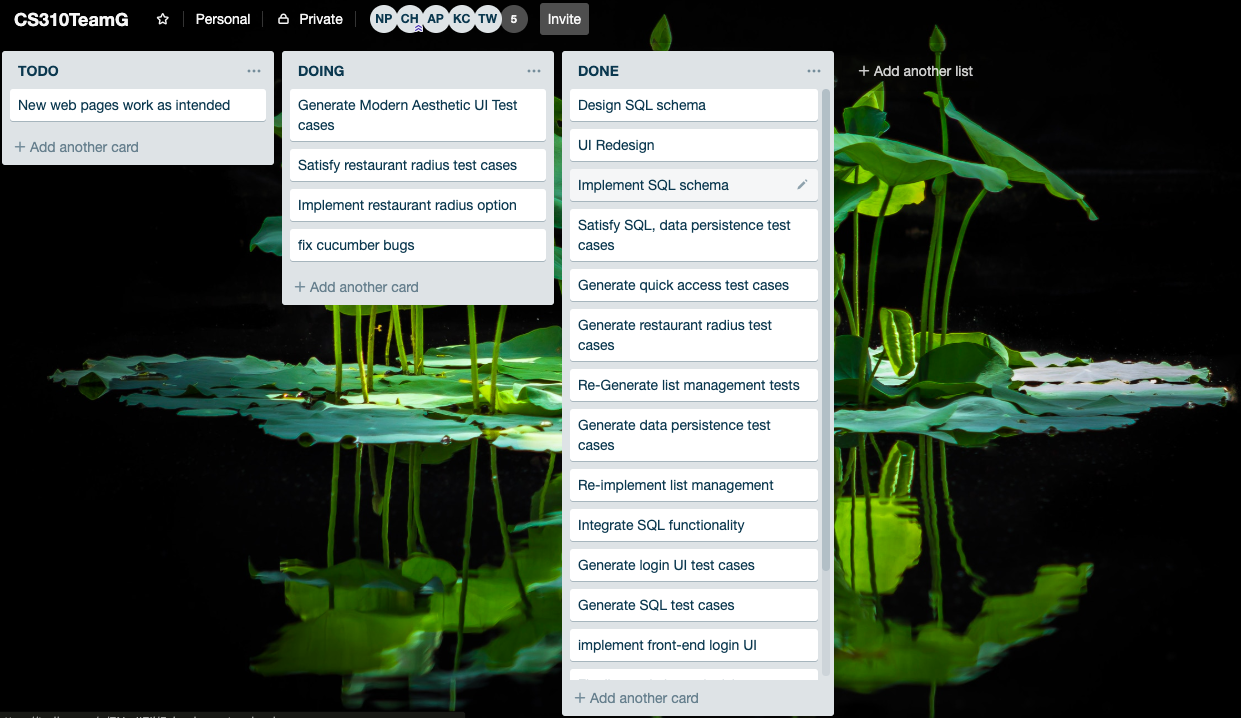 CS310TeamG Personal Private NP CH AP KC TW 5 Invite
TODO
New web pages work as intended
+ Add another card
DOING
Generate Modern Aesthetic UI Test
cases
Satisfy restaurant radius test cases
Implement restaurant radius option
fix cucumber bugs
+ Add another card
DONE
Design SQL schema
UI Redesign
Implement SQL schema
Satisfy SQL, data persistence test
cases
Generate quick access test cases
Generate restaurant radius test
cases
Re-Generate list management tests
Generate data persistence test
cases
Re-implement list management
Integrate SQL functionality
Generate login UI test cases
Generate SQL test cases
implement front-end login UI
+ Add another card
+ Add another list